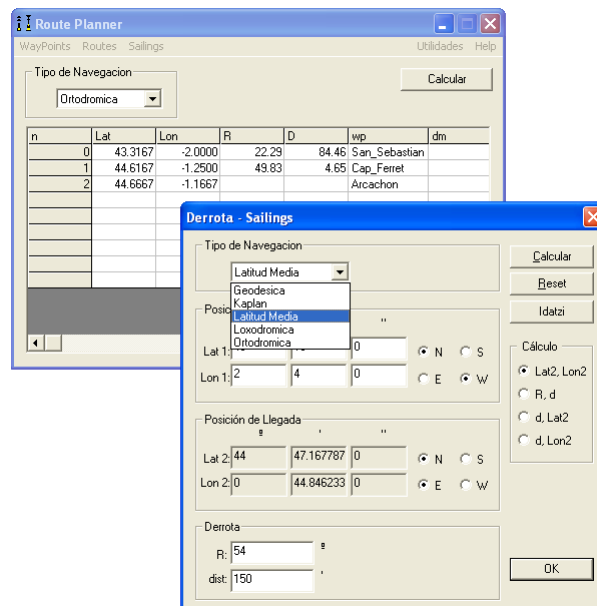 Route Planner
WayPoints Routes Sailings Utilidades Help
Tipo de Navegacion
Ortodromica
Calcular
n Lat Lon R D wp dm
0 43.3167 -2.0000 22.29 84.46 San_Sebastian
1 44.6167 -1.2500 49.83 4.65 Cap_Ferret
2 44.6667 -1.1667 Arcachon
Derrota - Sailings
Tipo de Navegacion
Latitud Media
Geodesica
Kaplan
Latitud Media
Loxodromica
Ortodromica
Calcular
Reset
Idatzi
''
Lat 1: 0 N S
Lon 1: 2 4 0 E W
Cálculo
Lat2, Lon2
R, d
d, Lat2
d, Lon2
Posición de Llegada
º ' ''
Lat 2: 44 47.167787 0 N S
Lon 2: 0 44.846233 0 E W
Derrota
R: 54 º
dist: 150 '
OK